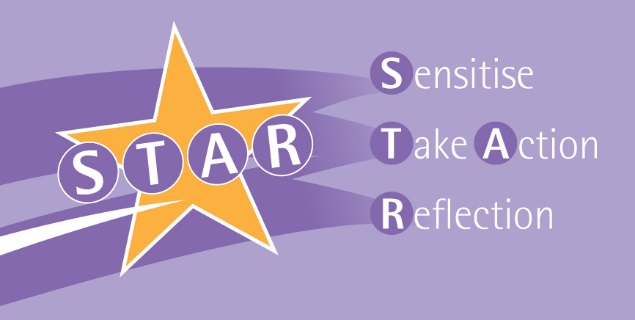 STAR
Sensitise
Take Action
Reflection